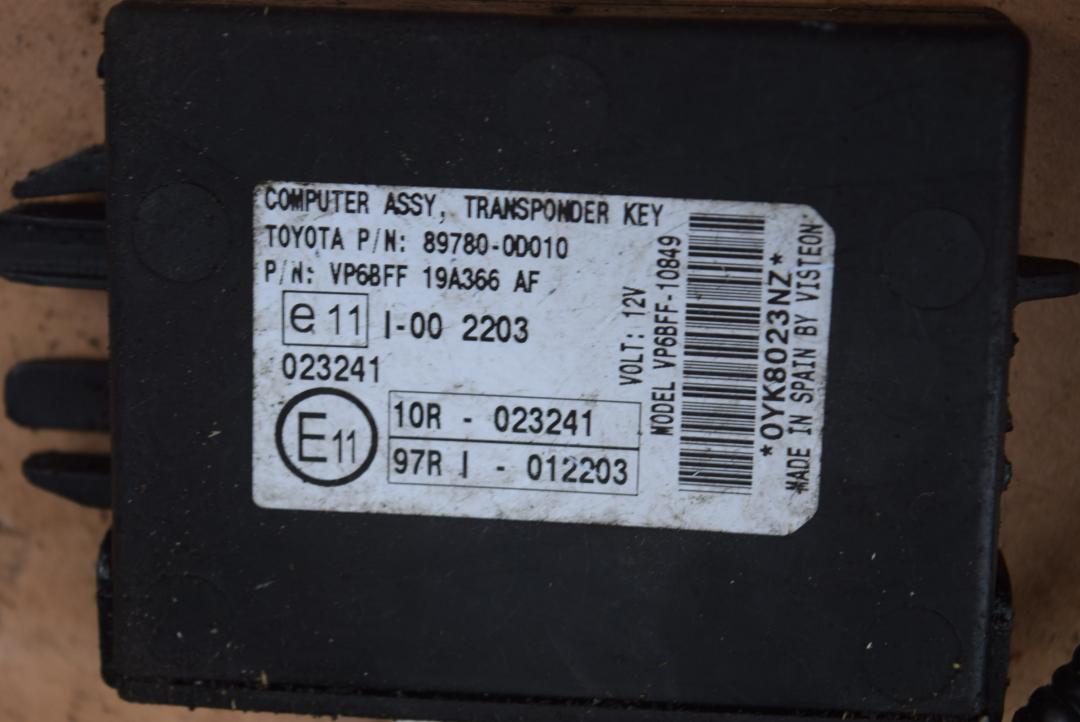 COMPUTER ASSY, TRANSPONDER KEY
TOYOTA P/N: 89780-0D010
P/N: VP6BFF 19A366 AF
e 11 I-00 2203
023241
E11
10R - 023241
97R I - 012203
VOLT: 12V
MODEL VP6BFF-10849
*0YK8023NZ*
MADE IN SPAIN BY VISTEON